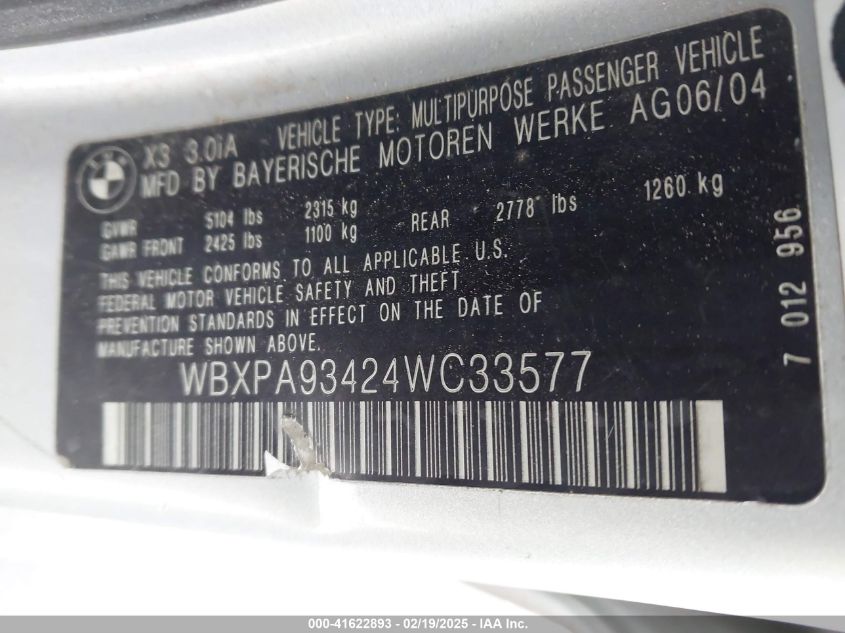 BMW
X3 3.0iA VEHICLE TYPE: MULTIPURPOSE PASSENGER VEHICLE
MFD BY BAYERISCHE MOTOREN WERKE AG06/04
GVWR 5104 lbs 2315 kg
GAWR FRONT 2425 lbs 1100 kg REAR 2778 lbs 1260 kg
THIS VEHICLE CONFORMS TO ALL APPLICABLE U.S.
FEDERAL MOTOR VEHICLE SAFETY AND THEFT
PREVENTION STANDARDS IN EFFECT ON THE DATE OF
MANUFACTURE SHOWN ABOVE.
WBXPA93424WC33577
7 012 956
000-41622893 - 02/19/2025 - IAA Inc.